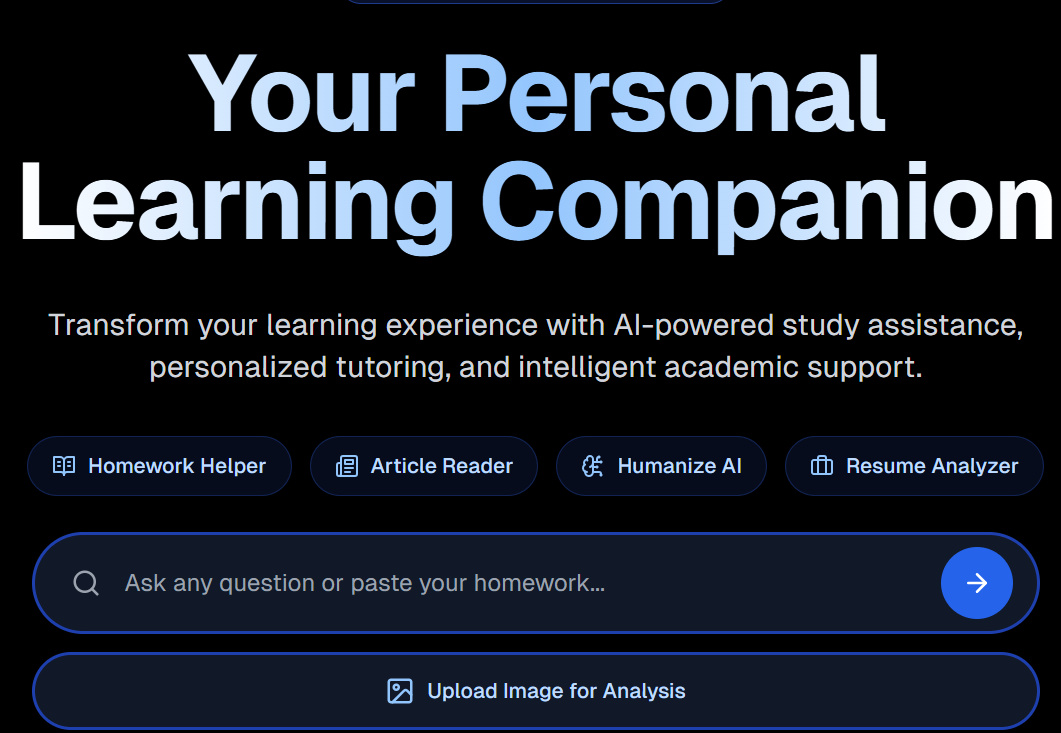 Your Personal
Learning Companion
Transform your learning experience with AI-powered study assistance,
personalized tutoring, and intelligent academic support.
Homework Helper
Article Reader
Humanize AI
Resume Analyzer
Ask any question or paste your homework...
Upload Image for Analysis